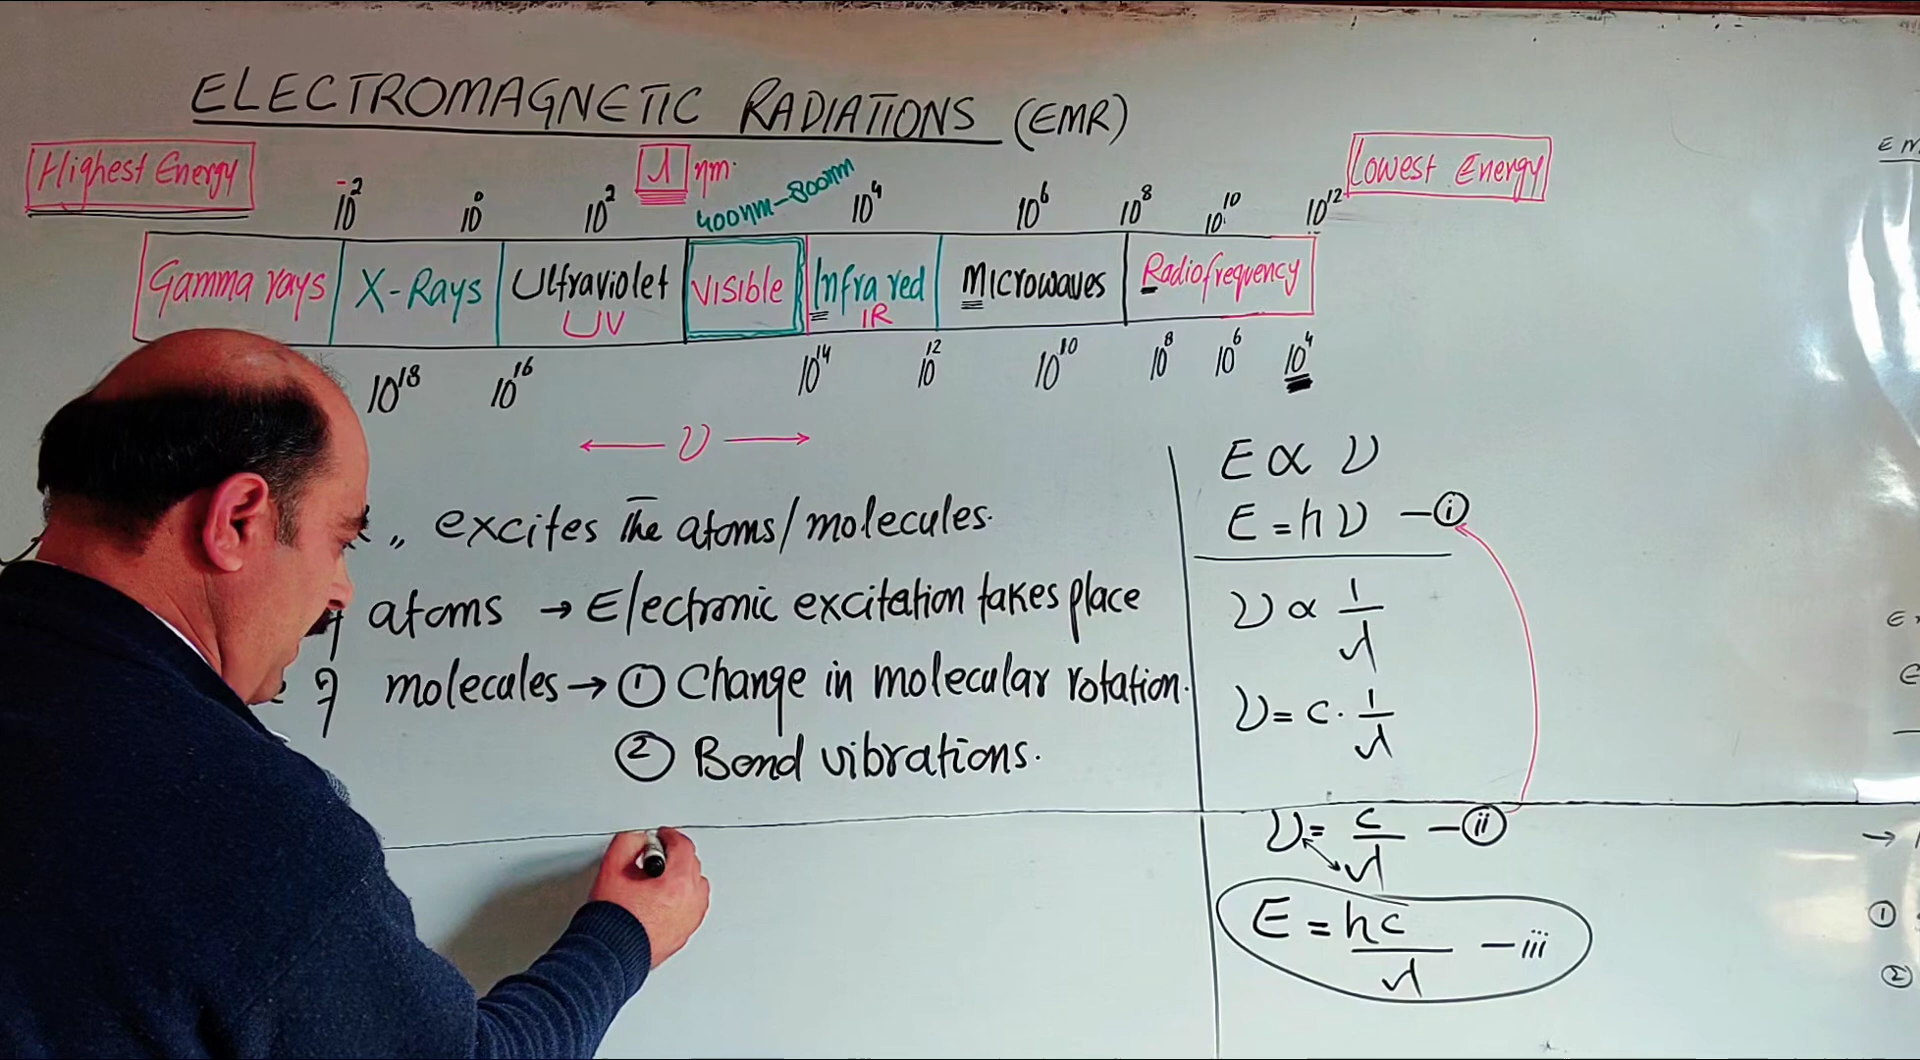 ELECTROMAGNETIC RADIATIONS (EMR)
Highest Energy
λ nm.
400nm-800nm
Lowest Energy
10⁻² 10⁰ 10² 10⁴ 10⁶ 10⁸ 10¹⁰ 10¹²
Gamma rays X-Rays Ultraviolet Visible Infra red Microwaves Radiofrequency
UV IR
10¹⁸ 10¹⁶ 10¹⁴ 10¹² 10¹⁰ 10⁸ 10⁶ 10⁴
← ν →
,, excites the atoms/molecules.
atoms → Electronic excitation takes place
molecules → ① Change in molecular rotation.
② Bond vibrations.
E ∝ ν
E = hν - ⓘ
ν ∝ 1/λ
ν = c · 1/λ
ν = c/λ - ⓘⓘ
E = hc/λ - iii
E
E
→
①
②